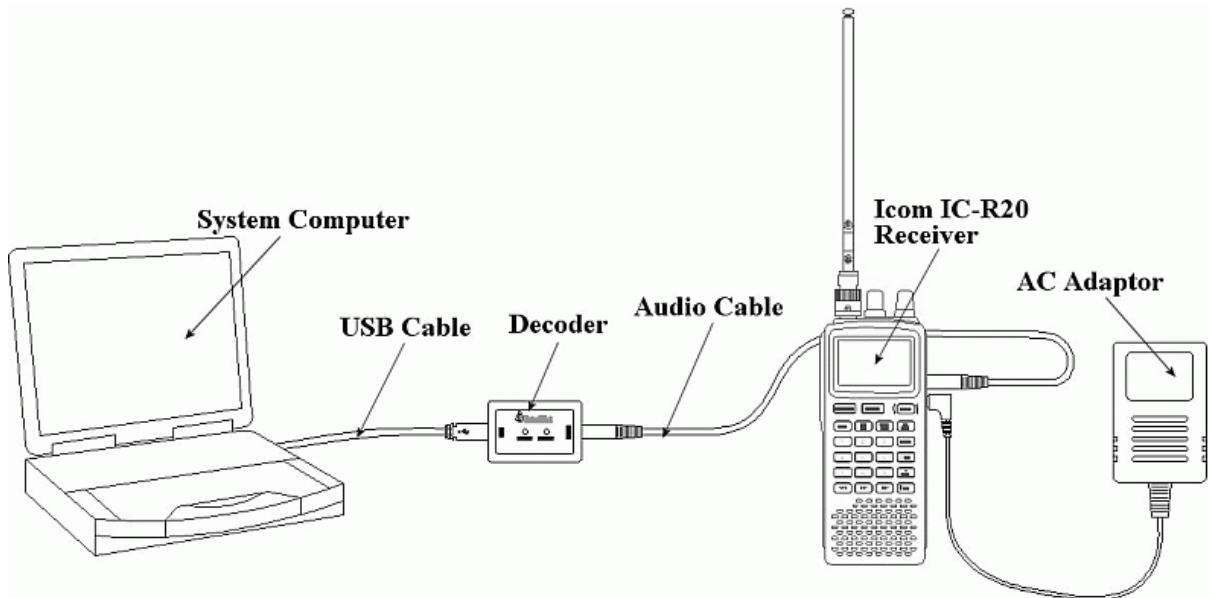 System Computer
USB Cable
Decoder
Audio Cable
Icom IC-R20
Receiver
AC Adaptor